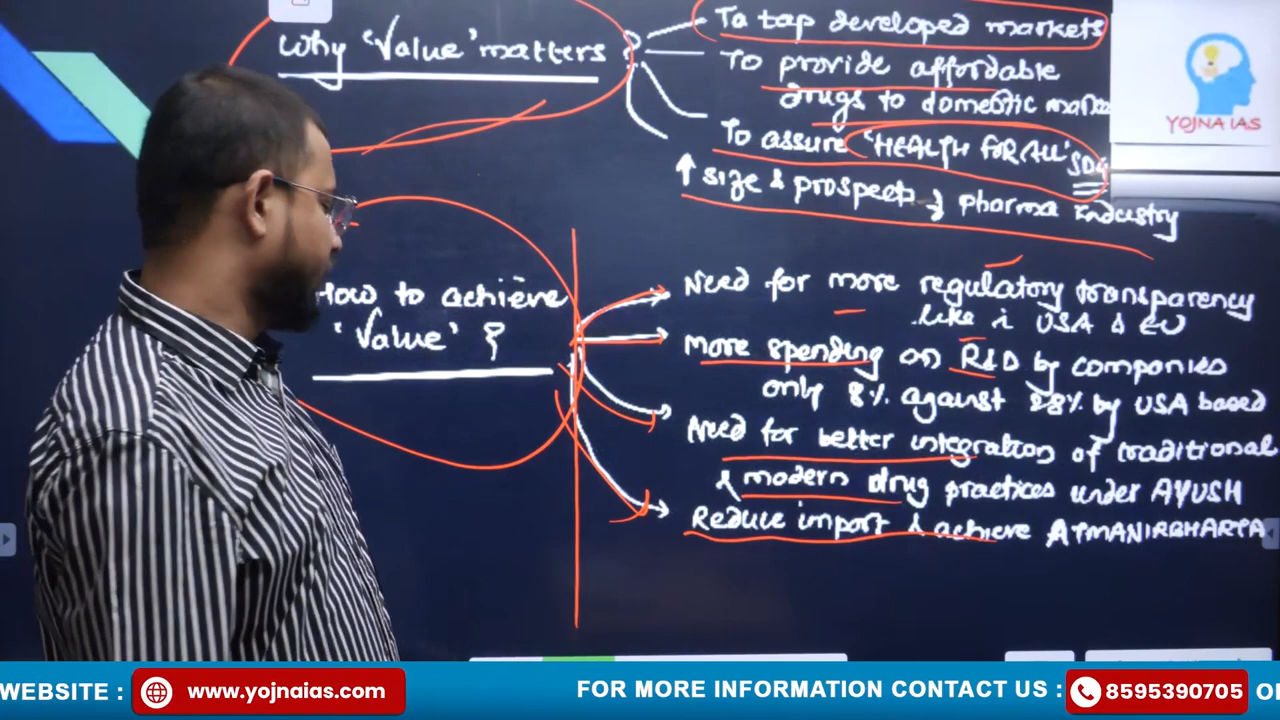 Why 'Value' matters
To tap developed markets
To provide affordable
drugs to domestic
To assure 'HEALTH FOR ALL' SDG
↑ size & prospects → pharma industry
YOJNA IAS
How to achieve
'Value' ?
Need for more regulatory transparency
like i USA & EU
More spending on R&D by companies
only 8% against 28% by USA based
Need for better integration of traditional
& modern drug practices under AYUSH
Reduce import & achieve ATMANIRBHARTA
WEBSITE : www.yojnaias.com
FOR MORE INFORMATION CONTACT US : 8595390705